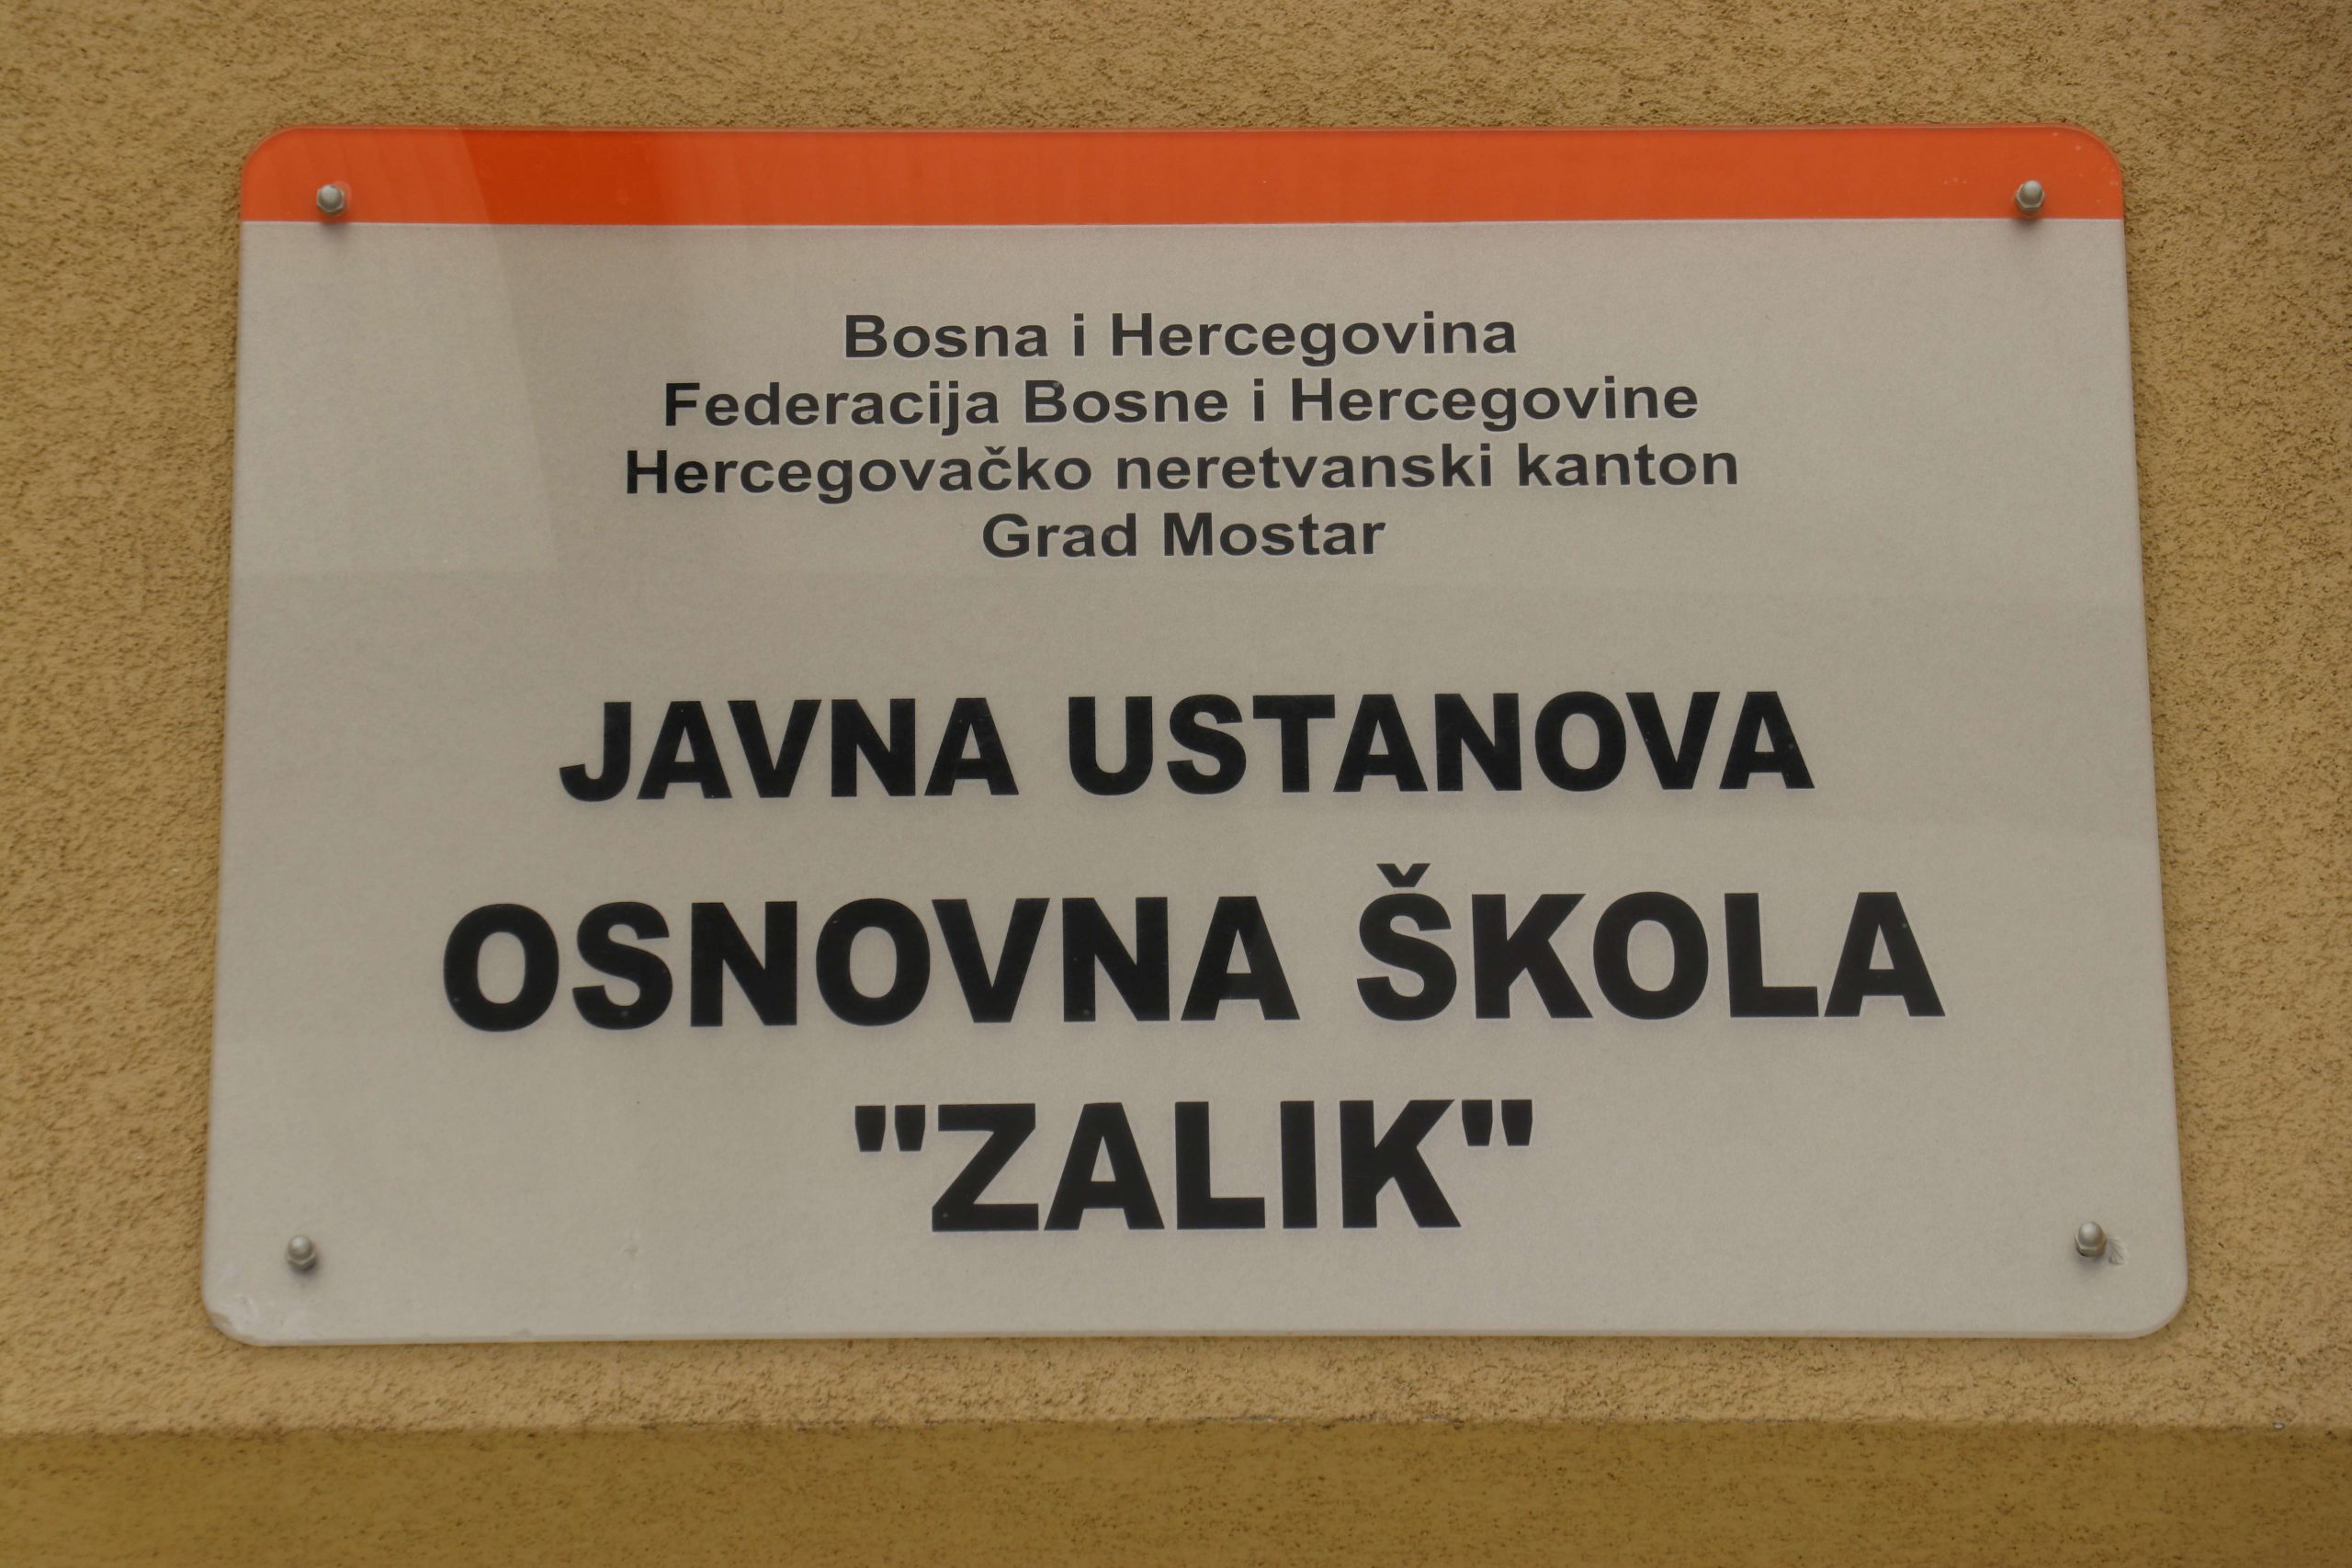 Bosna i Hercegovina
Federacija Bosne i Hercegovine
Hercegovačko neretvanski kanton
Grad Mostar
JAVNA USTANOVA
OSNOVNA ŠKOLA
"ZALIK"